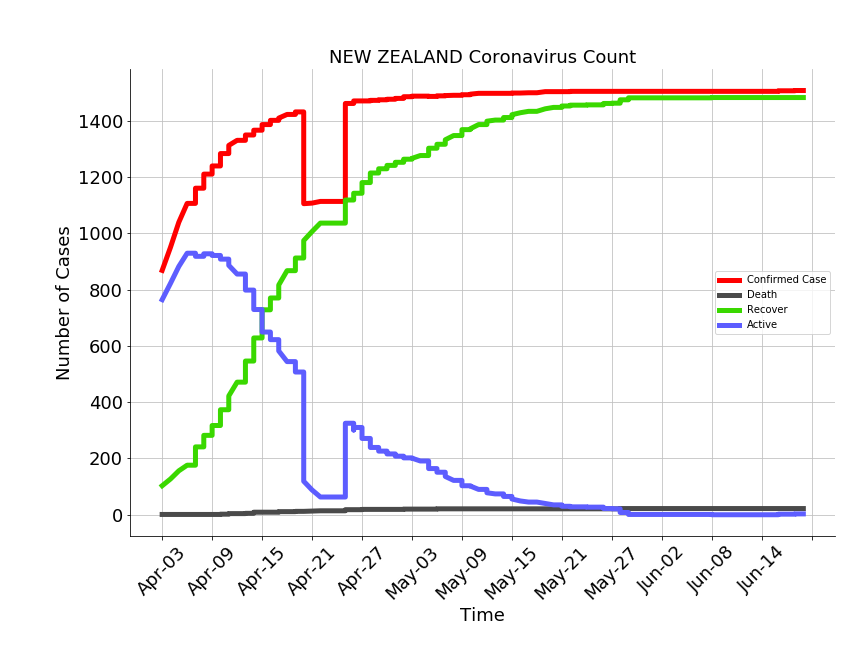 NEW ZEALAND Coronavirus Count
Number of Cases
1400
1200
1000
800
600
400
200
0
Confirmed Case
Death
Recover
Active
Apr-03
Apr-09
Apr-15
Apr-21
Apr-27
May-03
May-09
May-15
May-21
May-27
Jun-02
Jun-08
Jun-14
Time